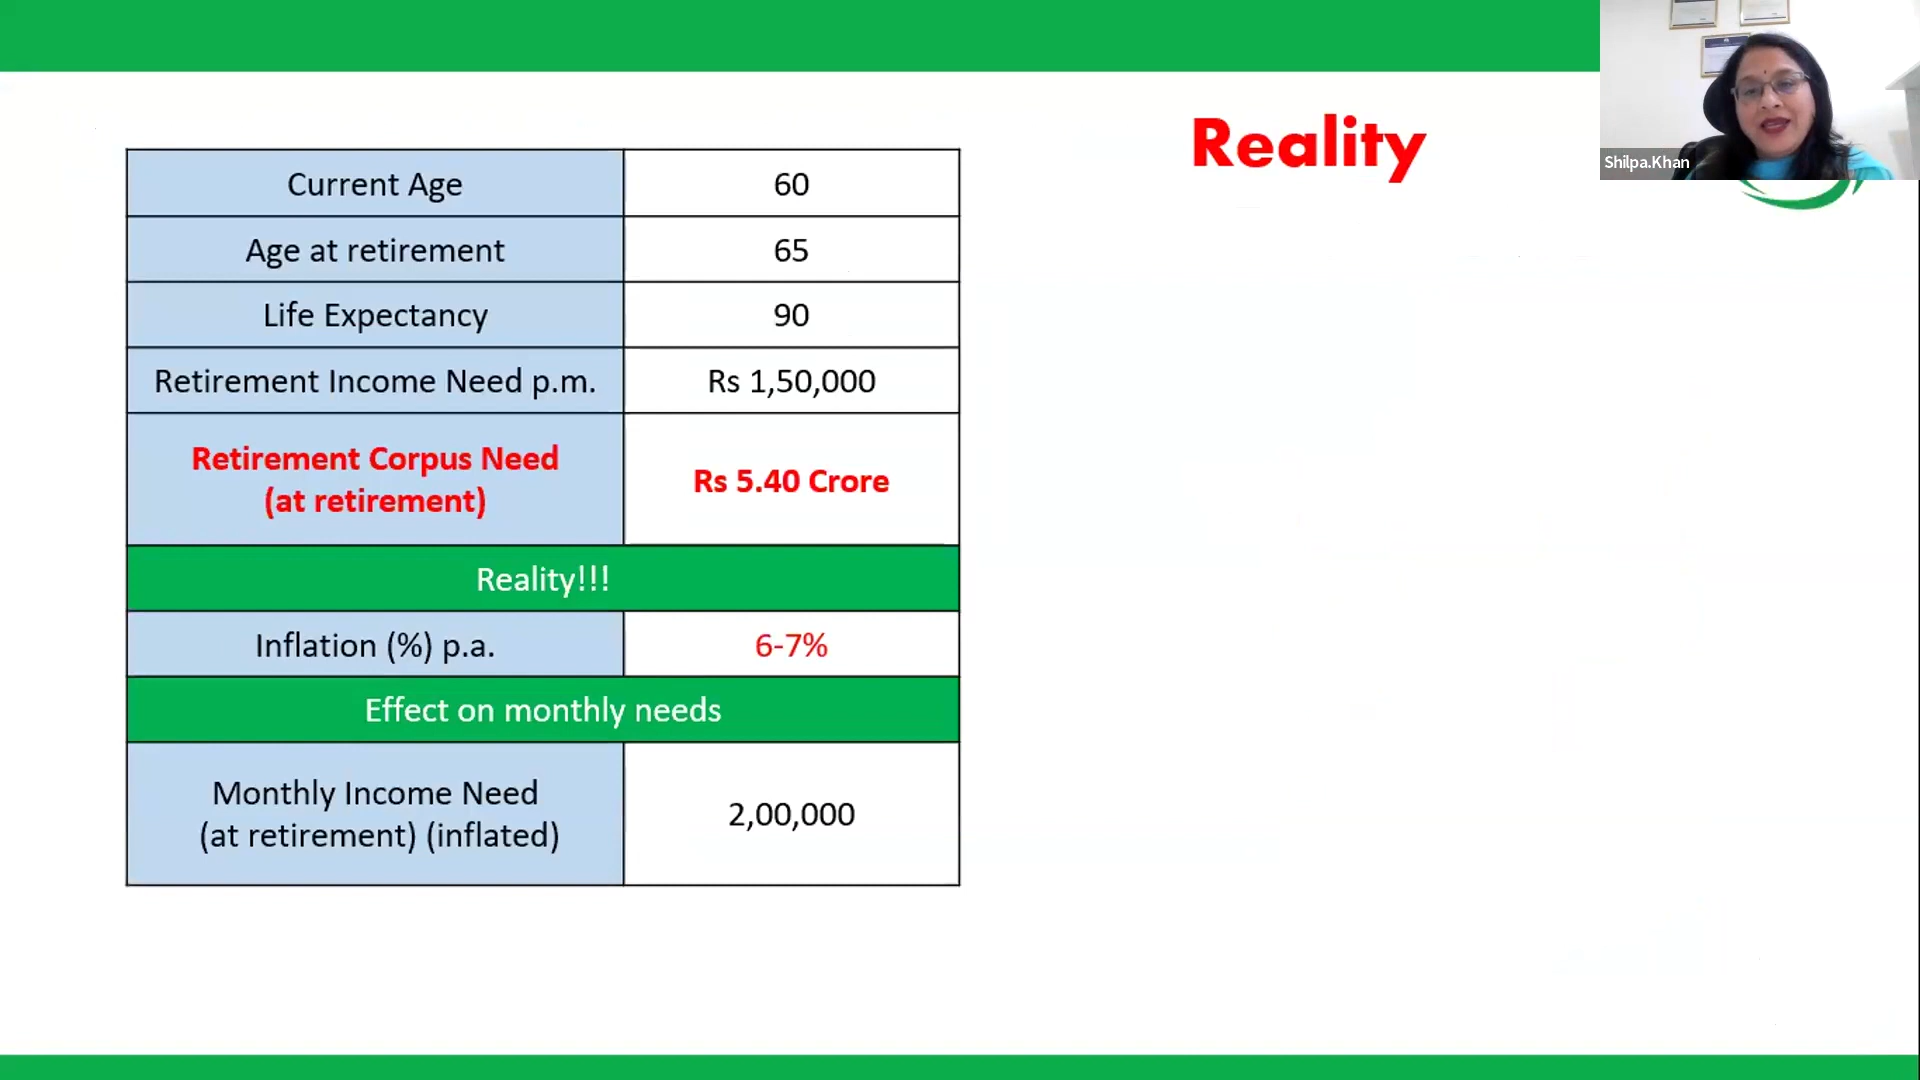 Reality
Shilpa.Khan
Current Age 60
Age at retirement 65
Life Expectancy 90
Retirement Income Need p.m. Rs 1,50,000
Retirement Corpus Need
(at retirement) Rs 5.40 Crore
Reality!!!
Inflation (%) p.a. 6-7%
Effect on monthly needs
Monthly Income Need
(at retirement) (inflated) 2,00,000